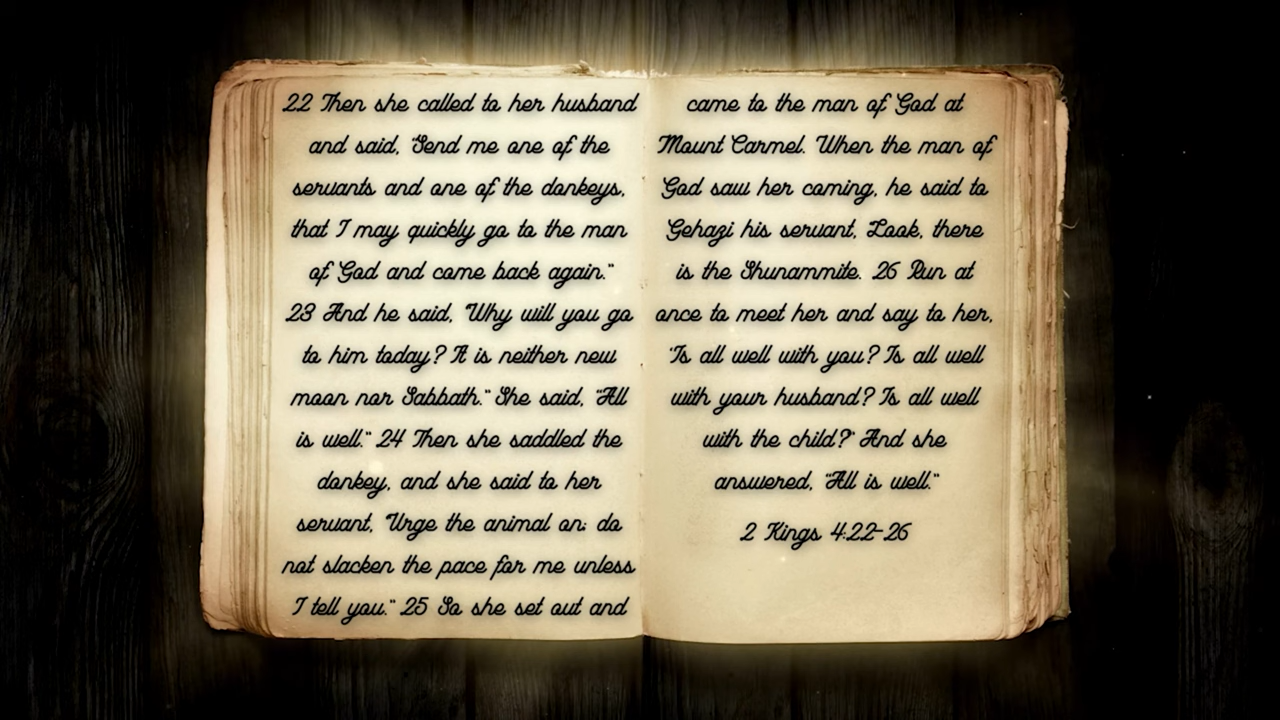 22 Then she called to her husband
and said, "Send me one of the
servants and one of the donkeys,
that I may quickly go to the man
of God and come back again."
23 And he said, "Why will you go
to him today? It is neither new
moon nor Sabbath." She said, "All
is well." 24 Then she saddled the
donkey, and she said to her
servant, "Urge the animal on; do
not slacken the pace for me unless
I tell you." 25 So she set out and
came to the man of God at
Mount Carmel. When the man of
God saw her coming, he said to
Gehazi his servant, Look, there
is the Shunammite. 26 Run at
once to meet her and say to her,
'Is all well with you? Is all well
with your husband? Is all well
with the child?' And she
answered, "All is well."
2 Kings 4:22-26